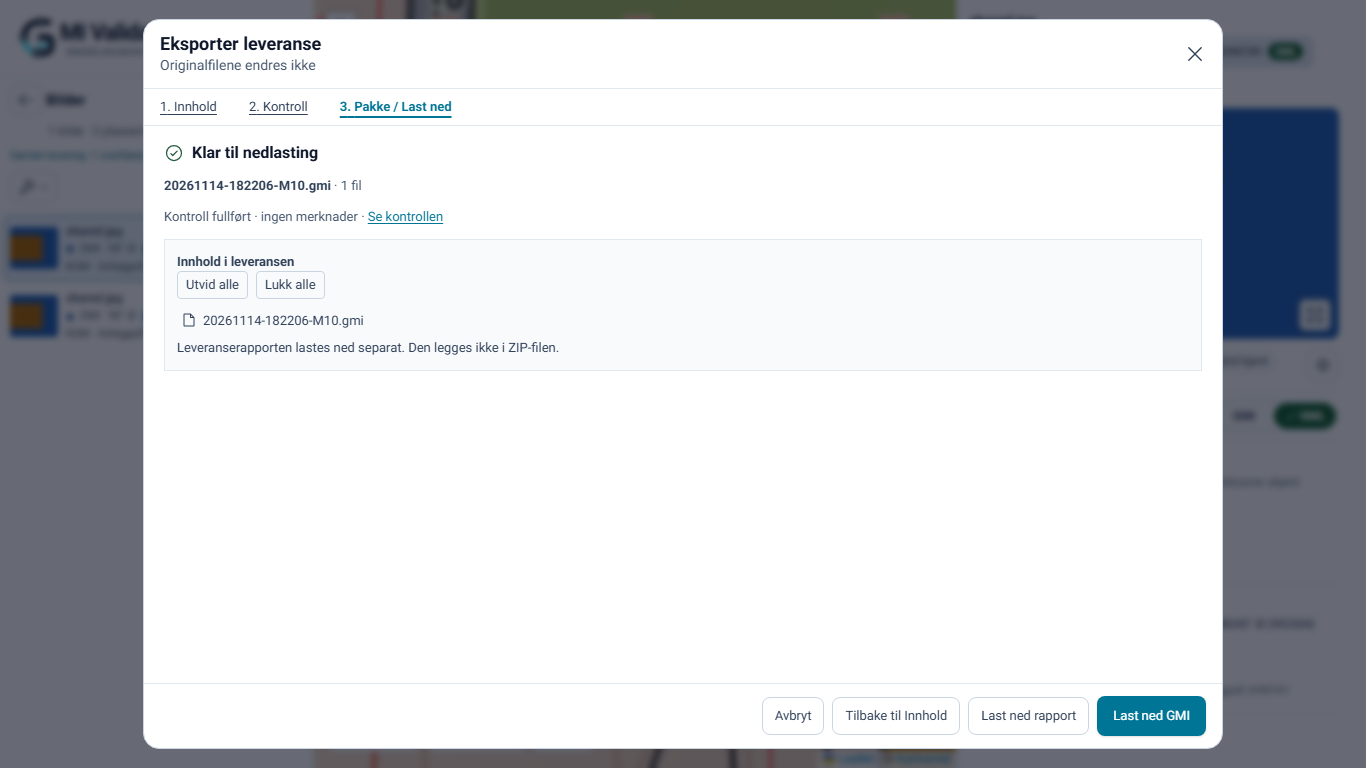 Eksporter leveranse
Originalfilene endres ikke
1. Innhold 2. Kontroll 3. Pakke / Last ned
Klar til nedlasting
20261114-182206-M10.gmi · 1 fil
Kontroll fullført · ingen merknader · Se kontrollen
Innhold i leveransen
Utvid alle Lukk alle
20261114-182206-M10.gmi
Leveranserapporten lastes ned separat. Den legges ikke i ZIP-filen.
Avbryt Tilbake til Innhold Last ned rapport Last ned GMI
Bilder